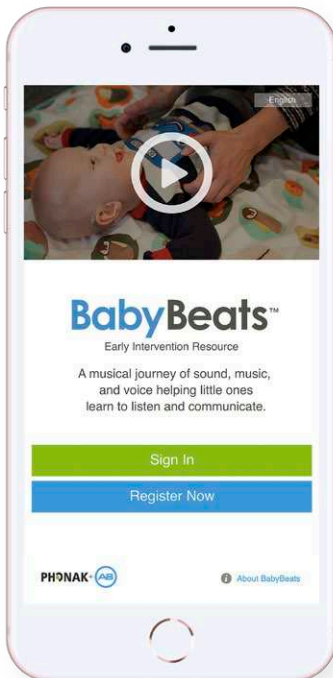 English
BabyBeats™
Early Intervention Resource
A musical journey of sound, music,
and voice helping little ones
learn to listen and communicate.
Sign In
Register Now
PHONAK • AB
i About BabyBeats